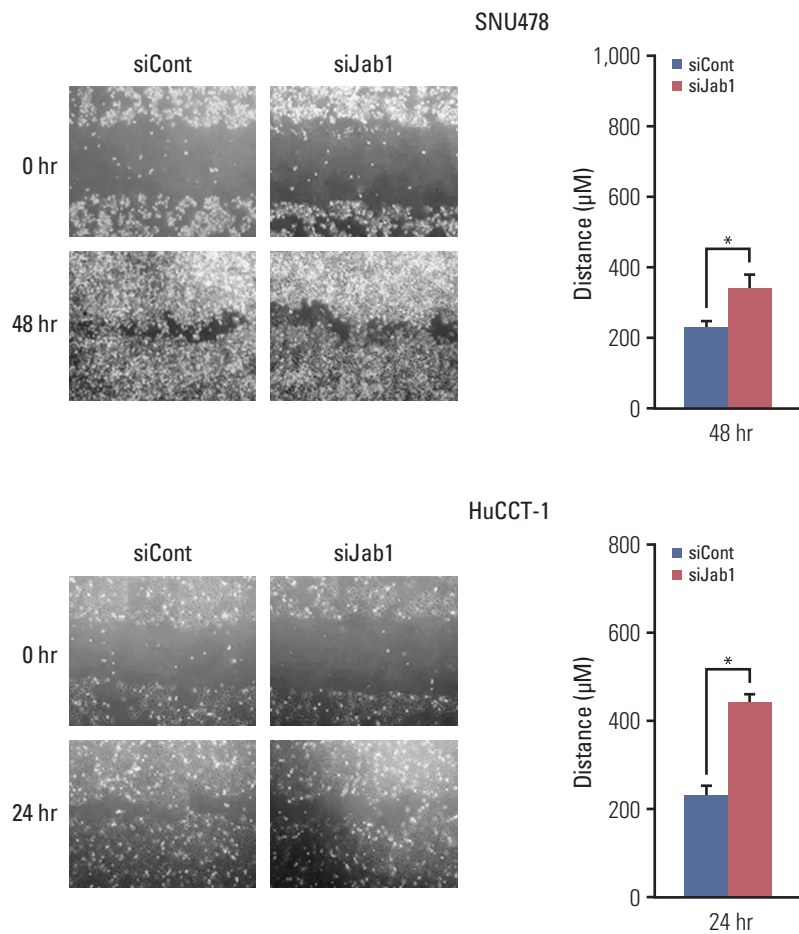 SNU478
siCont
siJab1
0 hr
48 hr
1,000
800
600
400
200
0
Distance (μM)
siCont
siJab1
*
48 hr
HuCCT-1
siCont
siJab1
0 hr
24 hr
800
600
400
200
0
Distance (μM)
siCont
siJab1
*
24 hr